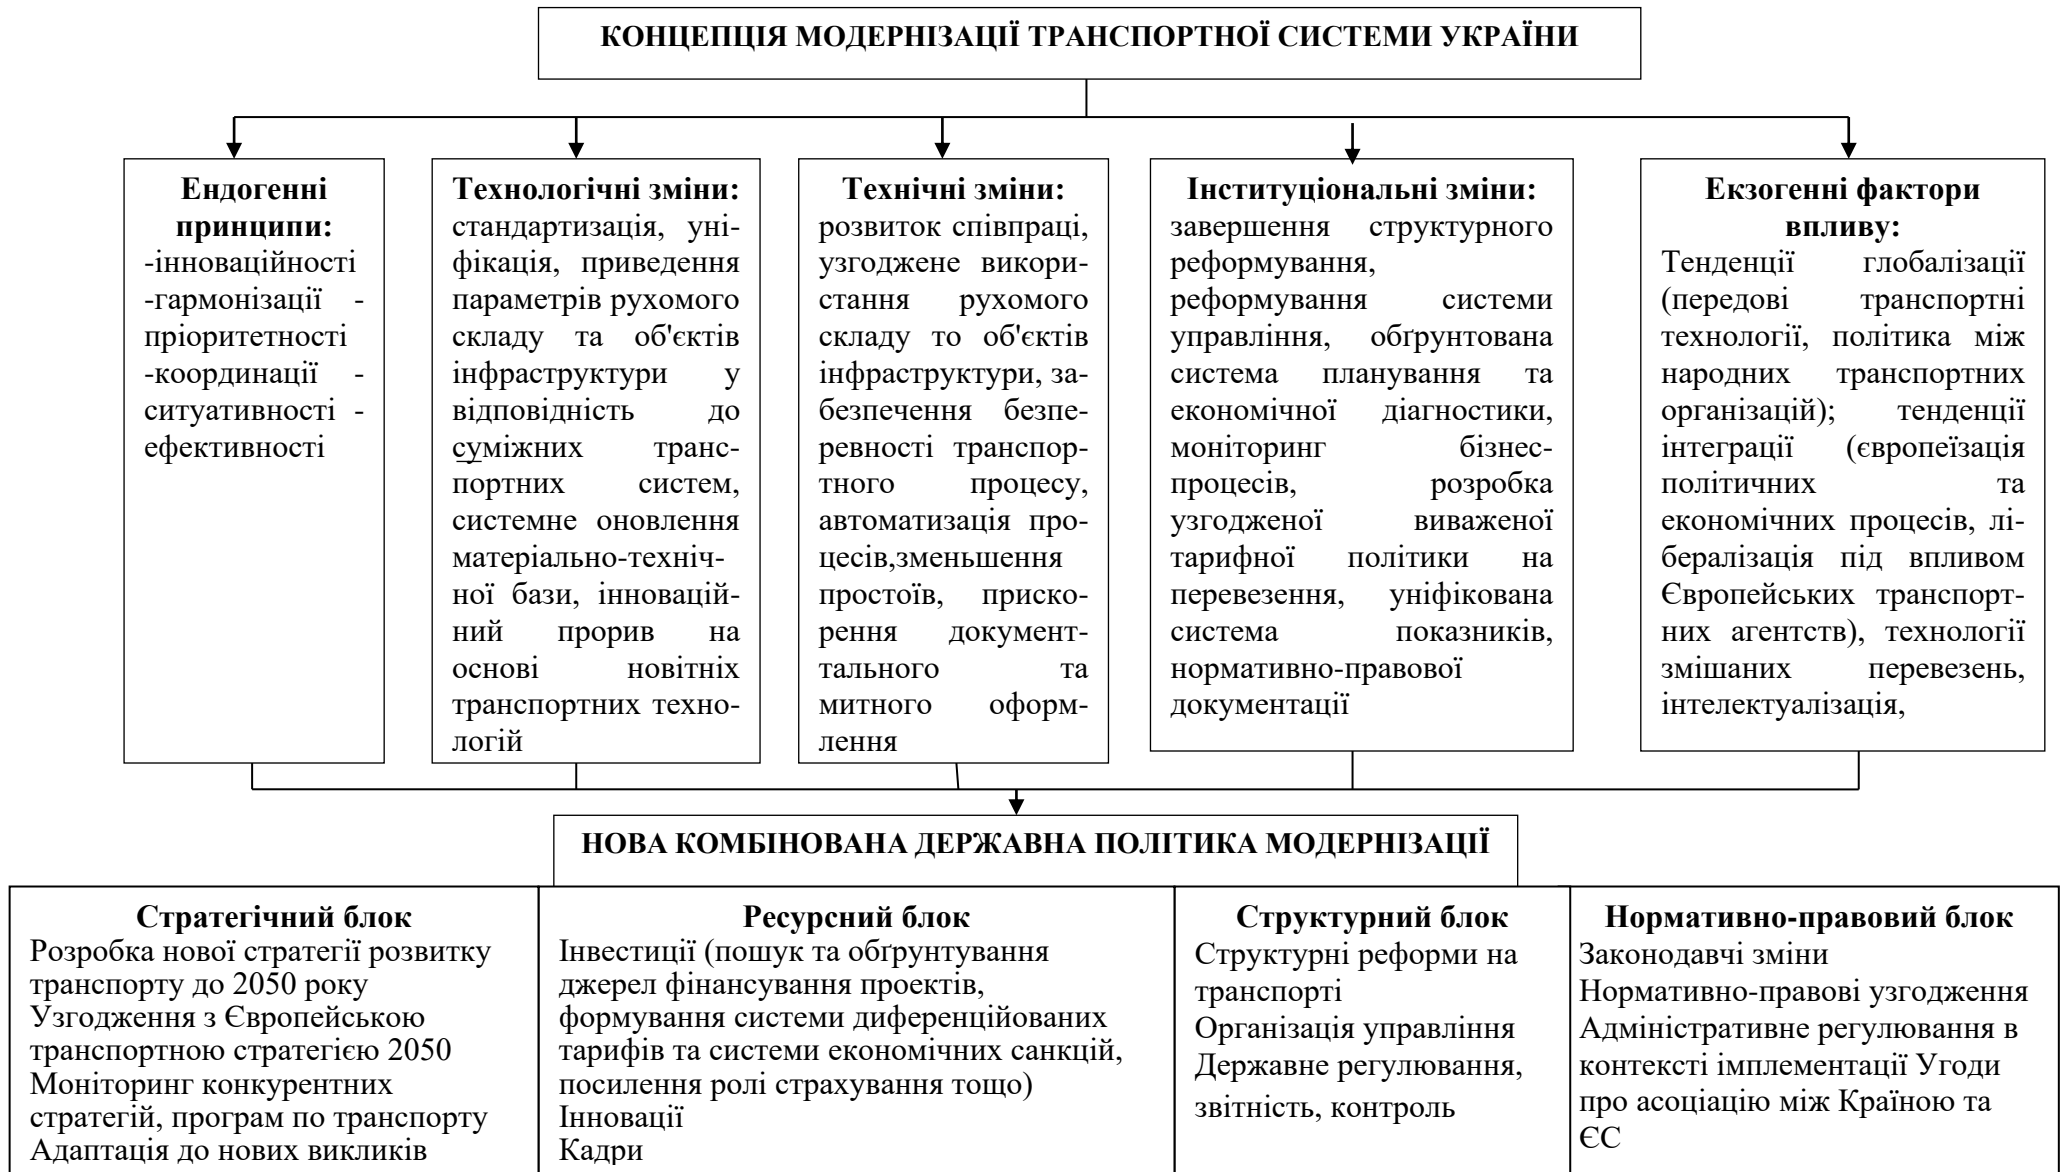 КОНЦЕПЦІЯ МОДЕРНІЗАЦІЇ ТРАНСПОРТНОЇ СИСТЕМИ УКРАЇНИ
Ендогенні
принципи:
-інноваційності
-гармонізації -
пріоритетності
-координації -
ситуативності -
ефективності
Технологічні зміни:
стандартизація, уні-
фікація, приведення
параметрів рухомого
складу та об'єктів
інфраструктури у
відповідність до
суміжних транс-
портних систем,
системне оновлення
матеріально-техніч-
ної бази, інновацій-
ний прорив на
основі новітніх
транспортних техно-
логій
Технічні зміни:
розвиток співпраці,
узгоджене викори-
стання рухомого
складу то об'єктів
інфраструктури, за-
безпечення безпе-
ревності транспор-
тного процесу,
автоматизація про-
цесів,зменьшення
простоїв, приско-
рення документ-
тального та
митного оформ-
лення
Інституціональні зміни:
завершення структурного
реформування,
реформування системи
управління, обґрунтована
система планування та
економічної діагностики,
моніторинг бізнес-
процесів, розробка
узгодженої виваженої
тарифної політики на
перевезення, уніфікована
система показників,
нормативно-правової
документації
Екзогенні фактори
впливу:
Тенденції глобалізації
(передові транспортні
технології, політика між
народних транспортних
організацій); тенденції
інтеграції (європеїзація
політичних та
економічних процесів, лі-
бералізація під впливом
Європейських транспорт-
них агентств), технології
змішаних перевезень,
інтелектуалізація,
НОВА КОМБІНОВАНА ДЕРЖАВНА ПОЛІТИКА МОДЕРНІЗАЦІЇ
Стратегічний блок
Розробка нової стратегії розвитку
транспорту до 2050 року
Узгодження з Європейською
транспортною стратегією 2050
Моніторинг конкурентних
стратегій, програм по транспорту
Адаптація до нових викликів
Ресурсний блок
Інвестиції (пошук та обґрунтування
джерел фінансування проектів,
формування системи диференційованих
тарифів та системи економічних санкцій,
посилення ролі страхування тощо)
Інновації
Кадри
Структурний блок
Структурні реформи на
транспорті
Організація управління
Державне регулювання,
звітність, контроль
Нормативно-правовий блок
Законодавчі зміни
Нормативно-правові узгодження
Адміністративне регулювання в
контексті імплементації Угоди
про асоціацію між Країною та
ЄС